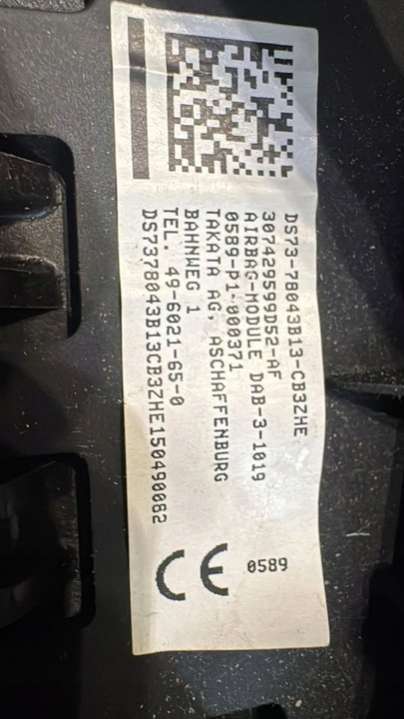 DS73-78043B13-CB3ZHE
307429599D52-AF
AIRBAG-MODULE DAB-3-1019
0589-P1-000371
TAKATA AG, ASCHAFFENBURG
BAHNWEG 1
TEL. 49-6021-65-0
DS7378043B13CB3ZHE150490082
CE 0589